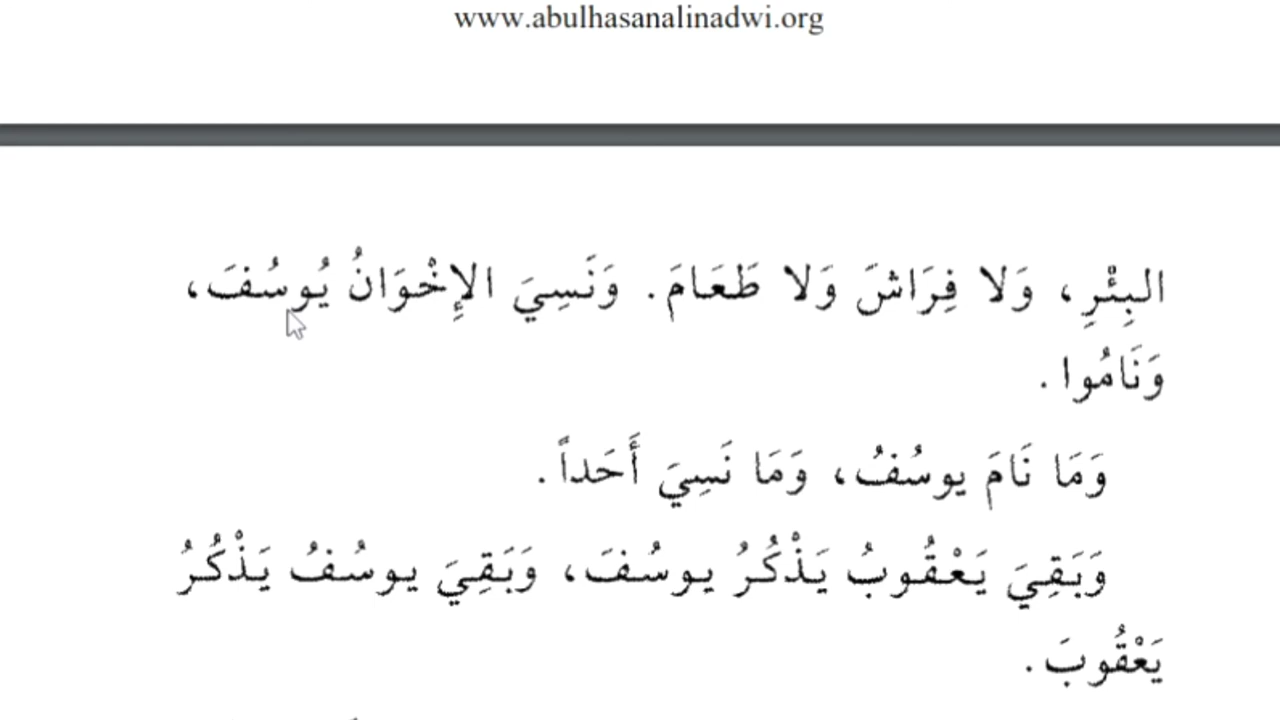 www.abulhasanalinadwi.org
البِئْرِ، وَلا فِرَاشَ وَلا طَعَامَ. وَنَسِيَ الإِخْوَانُ يُوسُفَ،
وَنَامُوا.
وَمَا نَامَ يوسُفُ، وَمَا نَسِيَ أَحَداً.
وَبَقِيَ يَعْقُوبُ يَذْكُرُ يوسُفَ، وَبَقِيَ يوسُفُ يَذْكُرُ
يَعْقُوبَ.